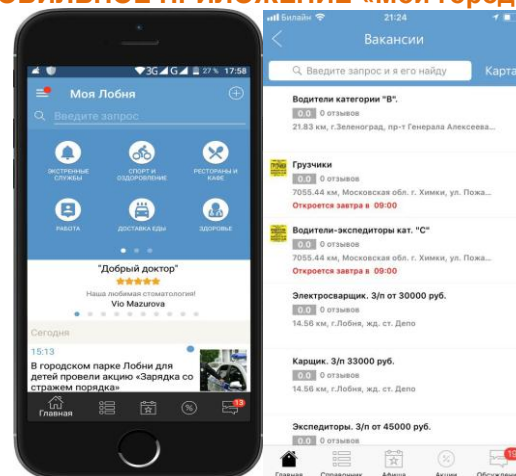 МОБИЛЬНОЕ ПРИЛОЖЕНИЕ «Мой город
3G G 27% 17:58
Моя Лобня
Введите запрос
ЭКСТРЕННЫЕ СЛУЖБЫ
СПОРТ И ОЗДОРОВЛЕНИЕ
РЕСТОРАНЫ И КАФЕ
РАБОТА
ДОСТАВКА ЕДЫ
ЗДОРОВЬЕ
"Добрый доктор"
Наша любимая стоматология!
Vio Mazurova
Сегодня
15:13
В городском парке Лобни для
детей провели акцию «Зарядка со
стражем порядка»
Главная
13
Билайн 21:24
Вакансии
Введите запрос и я его найду
Карта
Водители категории "В".
0.0 0 отзывов
21.83 км, г.Зеленоград, пр-т Генерала Алексеева...
Грузчики
0.0 0 отзывов
7055.44 км, Московская обл. г. Химки, ул. Пожа...
Откроется завтра в 09:00
Водители-экспедиторы кат. "С"
0.0 0 отзывов
7055.44 км, Московская обл. г. Химки, ул. Пожа...
Откроется завтра в 09:00
Электросварщик. З/п от 30000 руб.
0.0 0 отзывов
14.56 км, г.Лобня, жд. ст. Депо
Карщик. З/п 33000 руб.
0.0 0 отзывов
14.56 км, г.Лобня, жд. ст. Депо
Экспедиторы. З/п от 45000 руб.
0.0 0 отзывов
19
Главная Справочник Афиша Акции Обсуждени